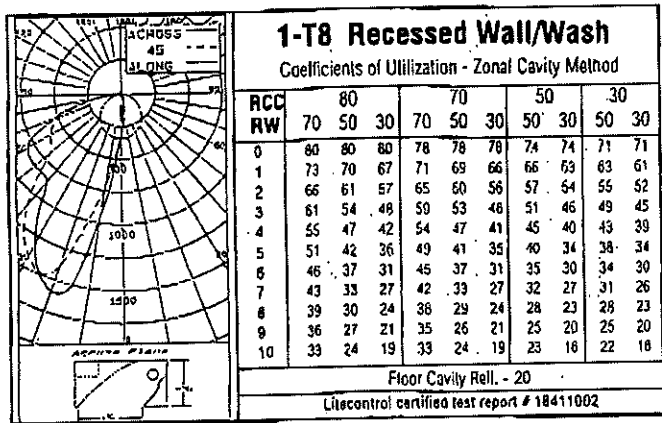 ACROSS
45
ALONG
500
1000
1500
1-T8 Recessed Wall/Wash
Coefficients of Utilization - Zonal Cavity Method
RCC 80 70 50 30
RW 70 50 30 70 50 30 50 30 50 30
0 80 80 80 78 78 78 74 74 71 71
1 73 70 67 71 69 66 66 63 63 61
2 66 61 57 65 60 56 57 54 55 52
3 61 54 48 59 53 48 51 46 49 45
4 55 47 42 54 47 41 45 40 43 39
5 51 42 36 49 41 35 40 34 38 34
6 46 37 31 45 37 31 35 30 34 30
7 43 33 27 42 33 27 32 27 31 26
8 39 30 24 38 29 24 28 23 28 23
9 36 27 21 35 26 21 25 20 25 20
10 33 24 19 33 24 19 23 18 22 18
Floor Cavity Refl. - 20
Litecontrol certified test report # 18411002